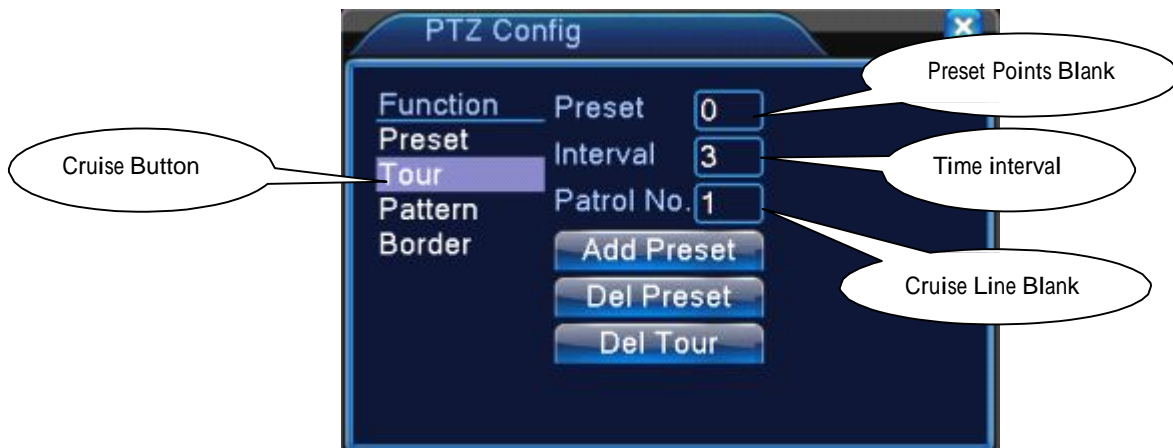 PTZ Config
Preset Points Blank
Function
Preset 0
Preset
Cruise Button
Interval 3
Time interval
Tour
Patrol No. 1
Pattern
Border
Add Preset
Cruise Line Blank
Del Preset
Del Tour